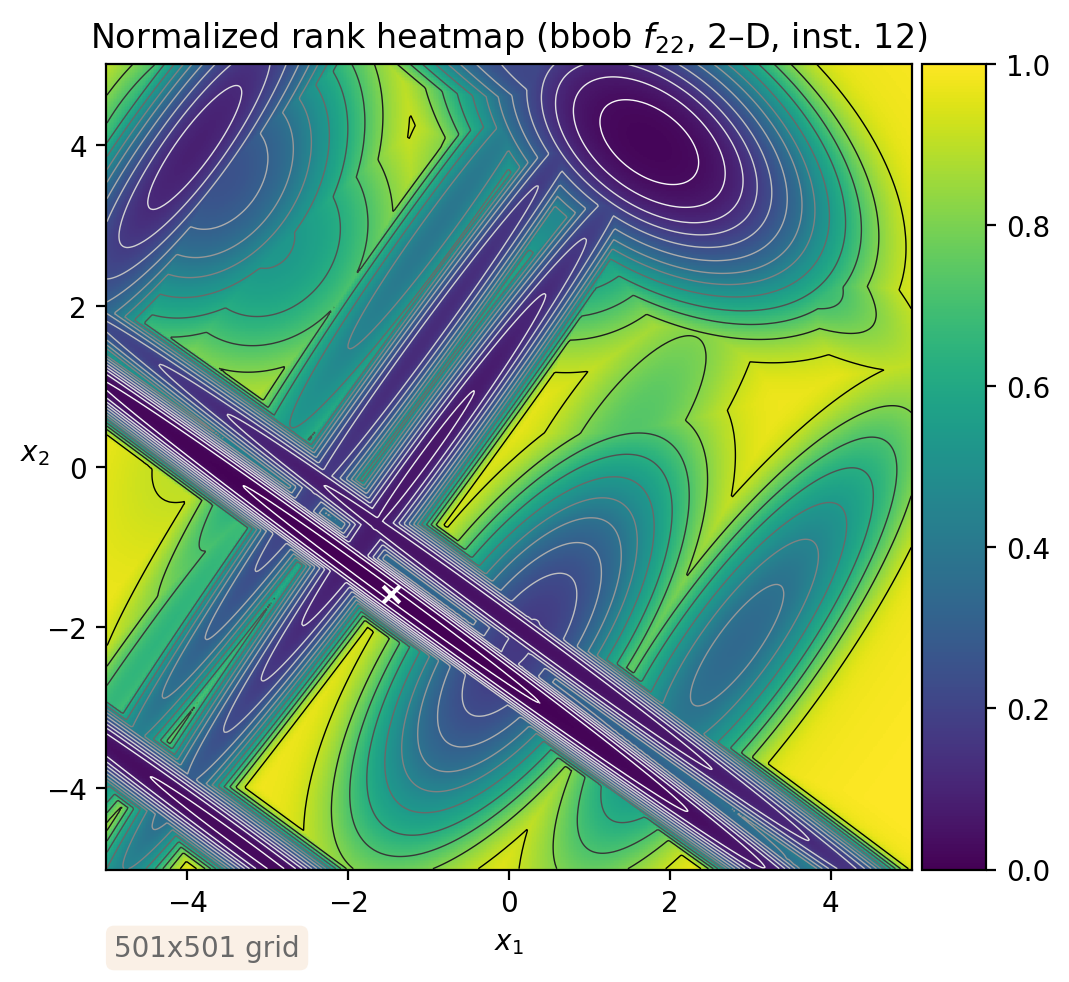 Normalized rank heatmap (bbob f₂₂, 2–D, inst. 12)
4
2
0
−2
−4
x₂
−4 −2 0 2 4
x₁
1.0
0.8
0.6
0.4
0.2
0.0
501x501 grid